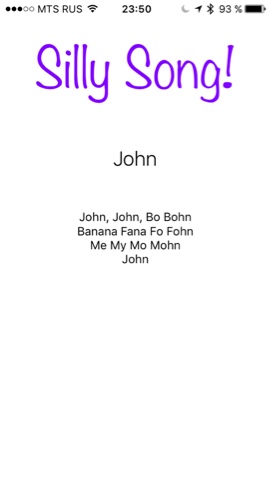 MTS RUS 23:50 93 %
Silly Song!
John
John, John, Bo Bohn
Banana Fana Fo Fohn
Me My Mo Mohn
John